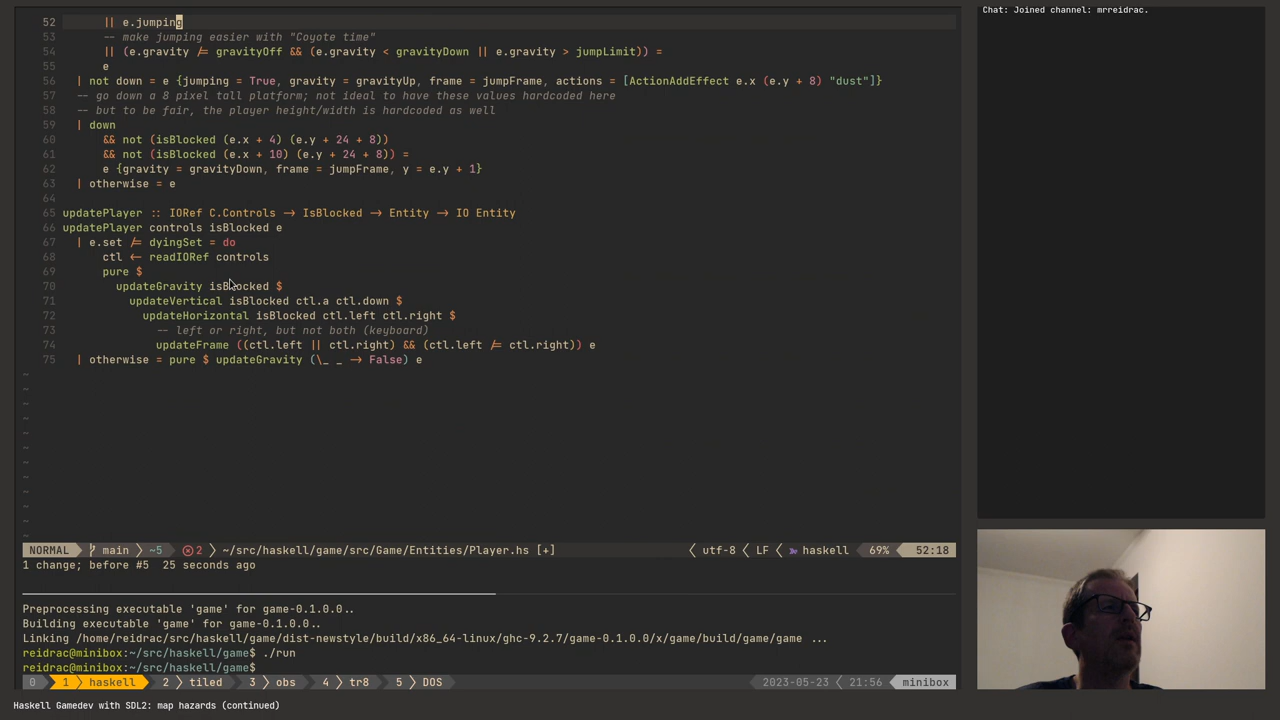 Chat: Joined channel: mrreidrac.
52 || e.jumping
53 -- make jumping easier with "Coyote time"
54 || (e.gravity /= gravityOff && (e.gravity < gravityDown || e.gravity > jumpLimit)) =
55 e
56 | not down = e {jumping = True, gravity = gravityUp, frame = jumpFrame, actions = [ActionAddEffect e.x (e.y + 8) "dust"]}
57 -- go down a 8 pixel tall platform; not ideal to have these values hardcoded here
58 -- but to be fair, the player height/width is hardcoded as well
59 | down
60 && not (isBlocked (e.x + 4) (e.y + 24 + 8))
61 && not (isBlocked (e.x + 10) (e.y + 24 + 8)) =
62 e {gravity = gravityDown, frame = jumpFrame, y = e.y + 1}
63 | otherwise = e
64
65 updatePlayer :: IORef C.Controls -> IsBlocked -> Entity -> IO Entity
66 updatePlayer controls isBlocked e
67 | e.set /= dyingSet = do
68 ctl <- readIORef controls
69 pure $
70 updateGravity isBlocked $
71 updateVertical isBlocked ctl.a ctl.down $
72 updateHorizontal isBlocked ctl.left ctl.right $
73 -- left or right, but not both (keyboard)
74 updateFrame ((ctl.left || ctl.right) && (ctl.left /= ctl.right)) e
75 | otherwise = pure $ updateGravity (\_ _ -> False) e
~
~
~
~
~
~
~
~
~
~
~
~
NORMAL main ~5 2 ~/src/haskell/game/src/Game/Entities/Player.hs [+] utf-8 LF haskell 69% 52:18
1 change; before #5 25 seconds ago
Preprocessing executable 'game' for game-0.1.0.0..
Building executable 'game' for game-0.1.0.0..
Linking /home/reidrac/src/haskell/game/dist-newstyle/build/x86_64-linux/ghc-9.2.7/game-0.1.0.0/x/game/build/game/game ...
reidrac@minibox:~/src/haskell/game$ ./run
reidrac@minibox:~/src/haskell/game$
0 1 haskell 2 tiled 3 obs 4 tr8 5 DOS 2023-05-23 21:56 minibox
Haskell Gamedev with SDL2: map hazards (continued)